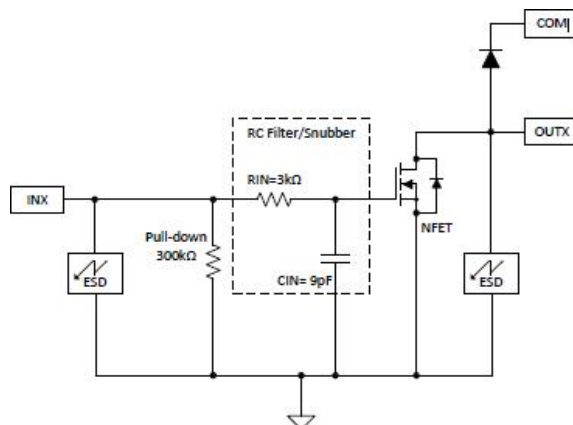 COM
OUTX
RC Filter/Snubber
RIN=3kΩ
INX
NFET
Pull-down
300kΩ
ESD
CIN= 9pF
ESD